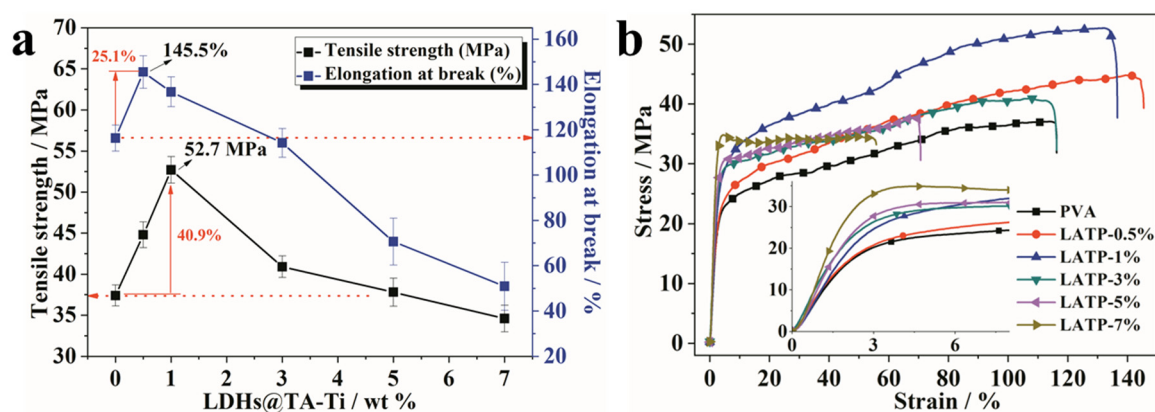 a
70
65
60
55
50
45
40
35
30
Tensile strength / MPa
0 1 2 3 4 5 6 7
LDHs@TA-Ti / wt %
160
140
120
100
80
60
40
20
Elongation at break / %
Tensile strength (MPa)
Elongation at break (%)
25.1%
145.5%
52.7 MPa
40.9%
b
50
40
30
20
10
0
Stress / MPa
0 20 40 60 80 100 120 140
Strain / %
30
20
10
0
0 3 6
PVA
LATP-0.5%
LATP-1%
LATP-3%
LATP-5%
LATP-7%